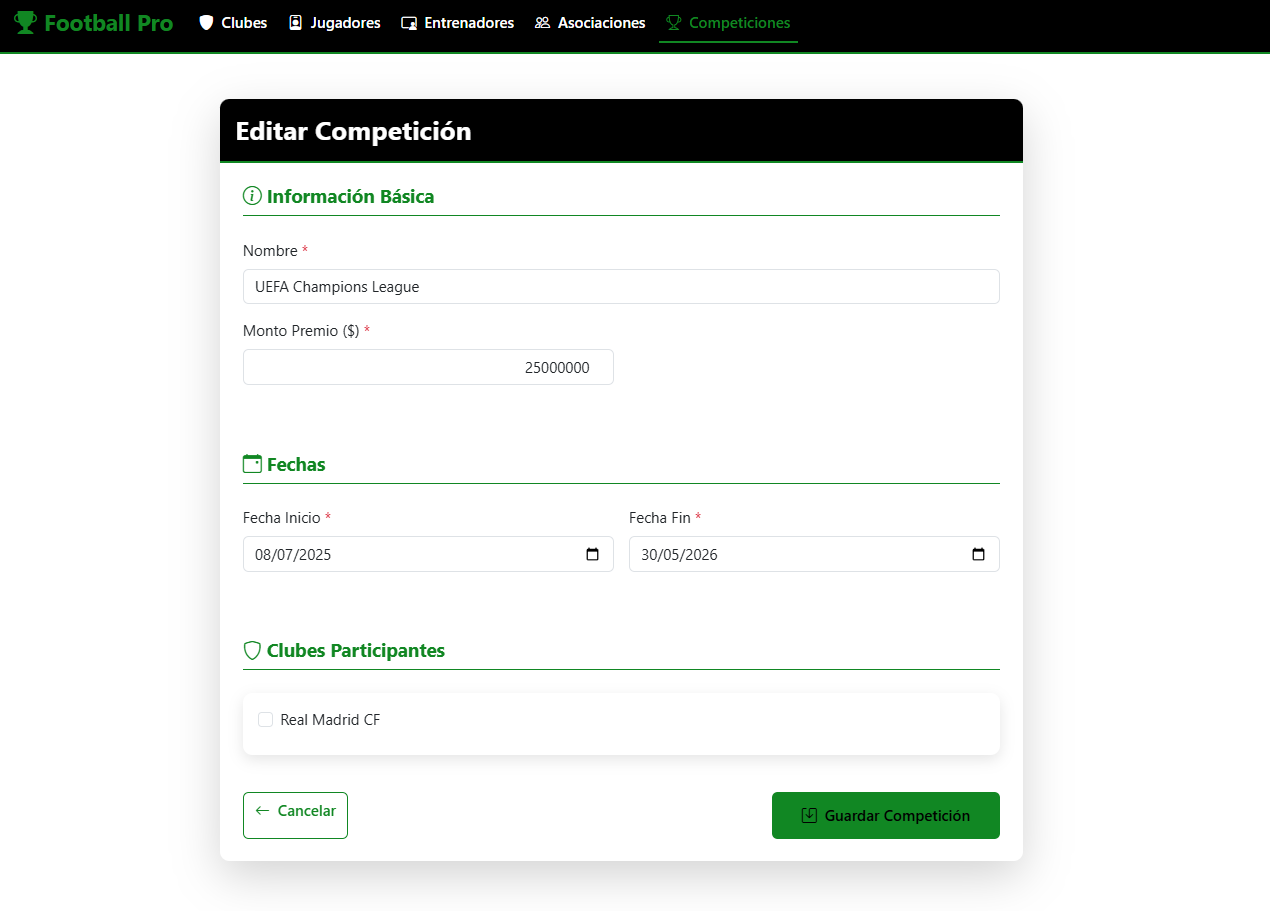 Football Pro Clubes Jugadores Entrenadores Asociaciones Competiciones
Editar Competición
Información Básica
Nombre *
UEFA Champions League
Monto Premio ($) *
25000000
Fechas
Fecha Inicio * Fecha Fin *
08/07/2025 30/05/2026
Clubes Participantes
Real Madrid CF
Cancelar Guardar Competición